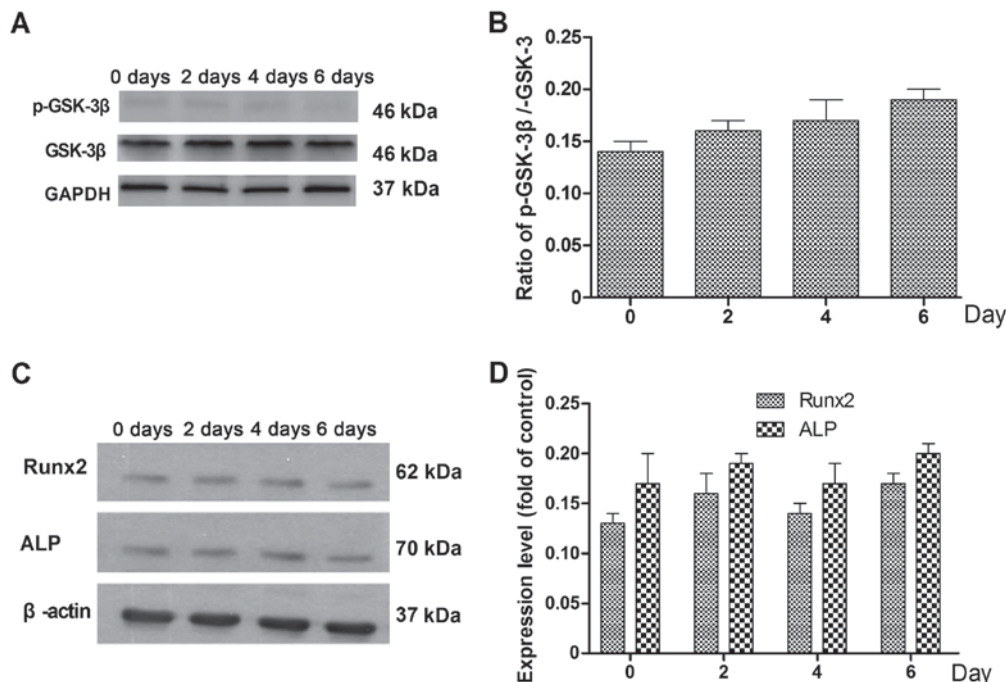 A
0 days 2 days 4 days 6 days
p-GSK-3β
46 kDa
GSK-3β
46 kDa
GAPDH
37 kDa
B
Ratio of p-GSK-3β /-GSK-3
0.25
0.20
0.15
0.10
0.05
0
0 2 4 6 Day
C
0 days 2 days 4 days 6 days
Runx2
62 kDa
ALP
70 kDa
β -actin
37 kDa
D
Expression level (fold of control)
Runx2
ALP
0.25
0.20
0.15
0.10
0.05
0
0 2 4 6 Day